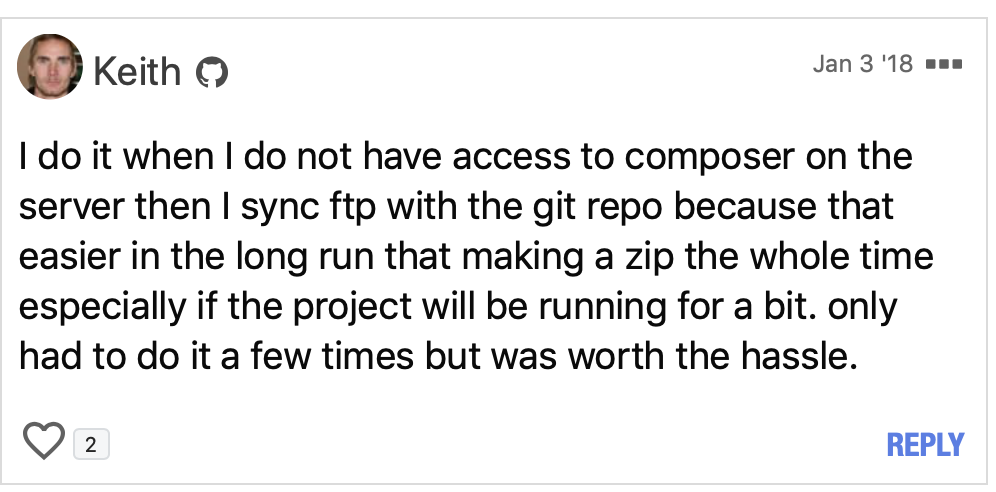 Keith
Jan 3 '18
I do it when I do not have access to composer on the
server then I sync ftp with the git repo because that
easier in the long run that making a zip the whole time
especially if the project will be running for a bit. only
had to do it a few times but was worth the hassle.
2
REPLY